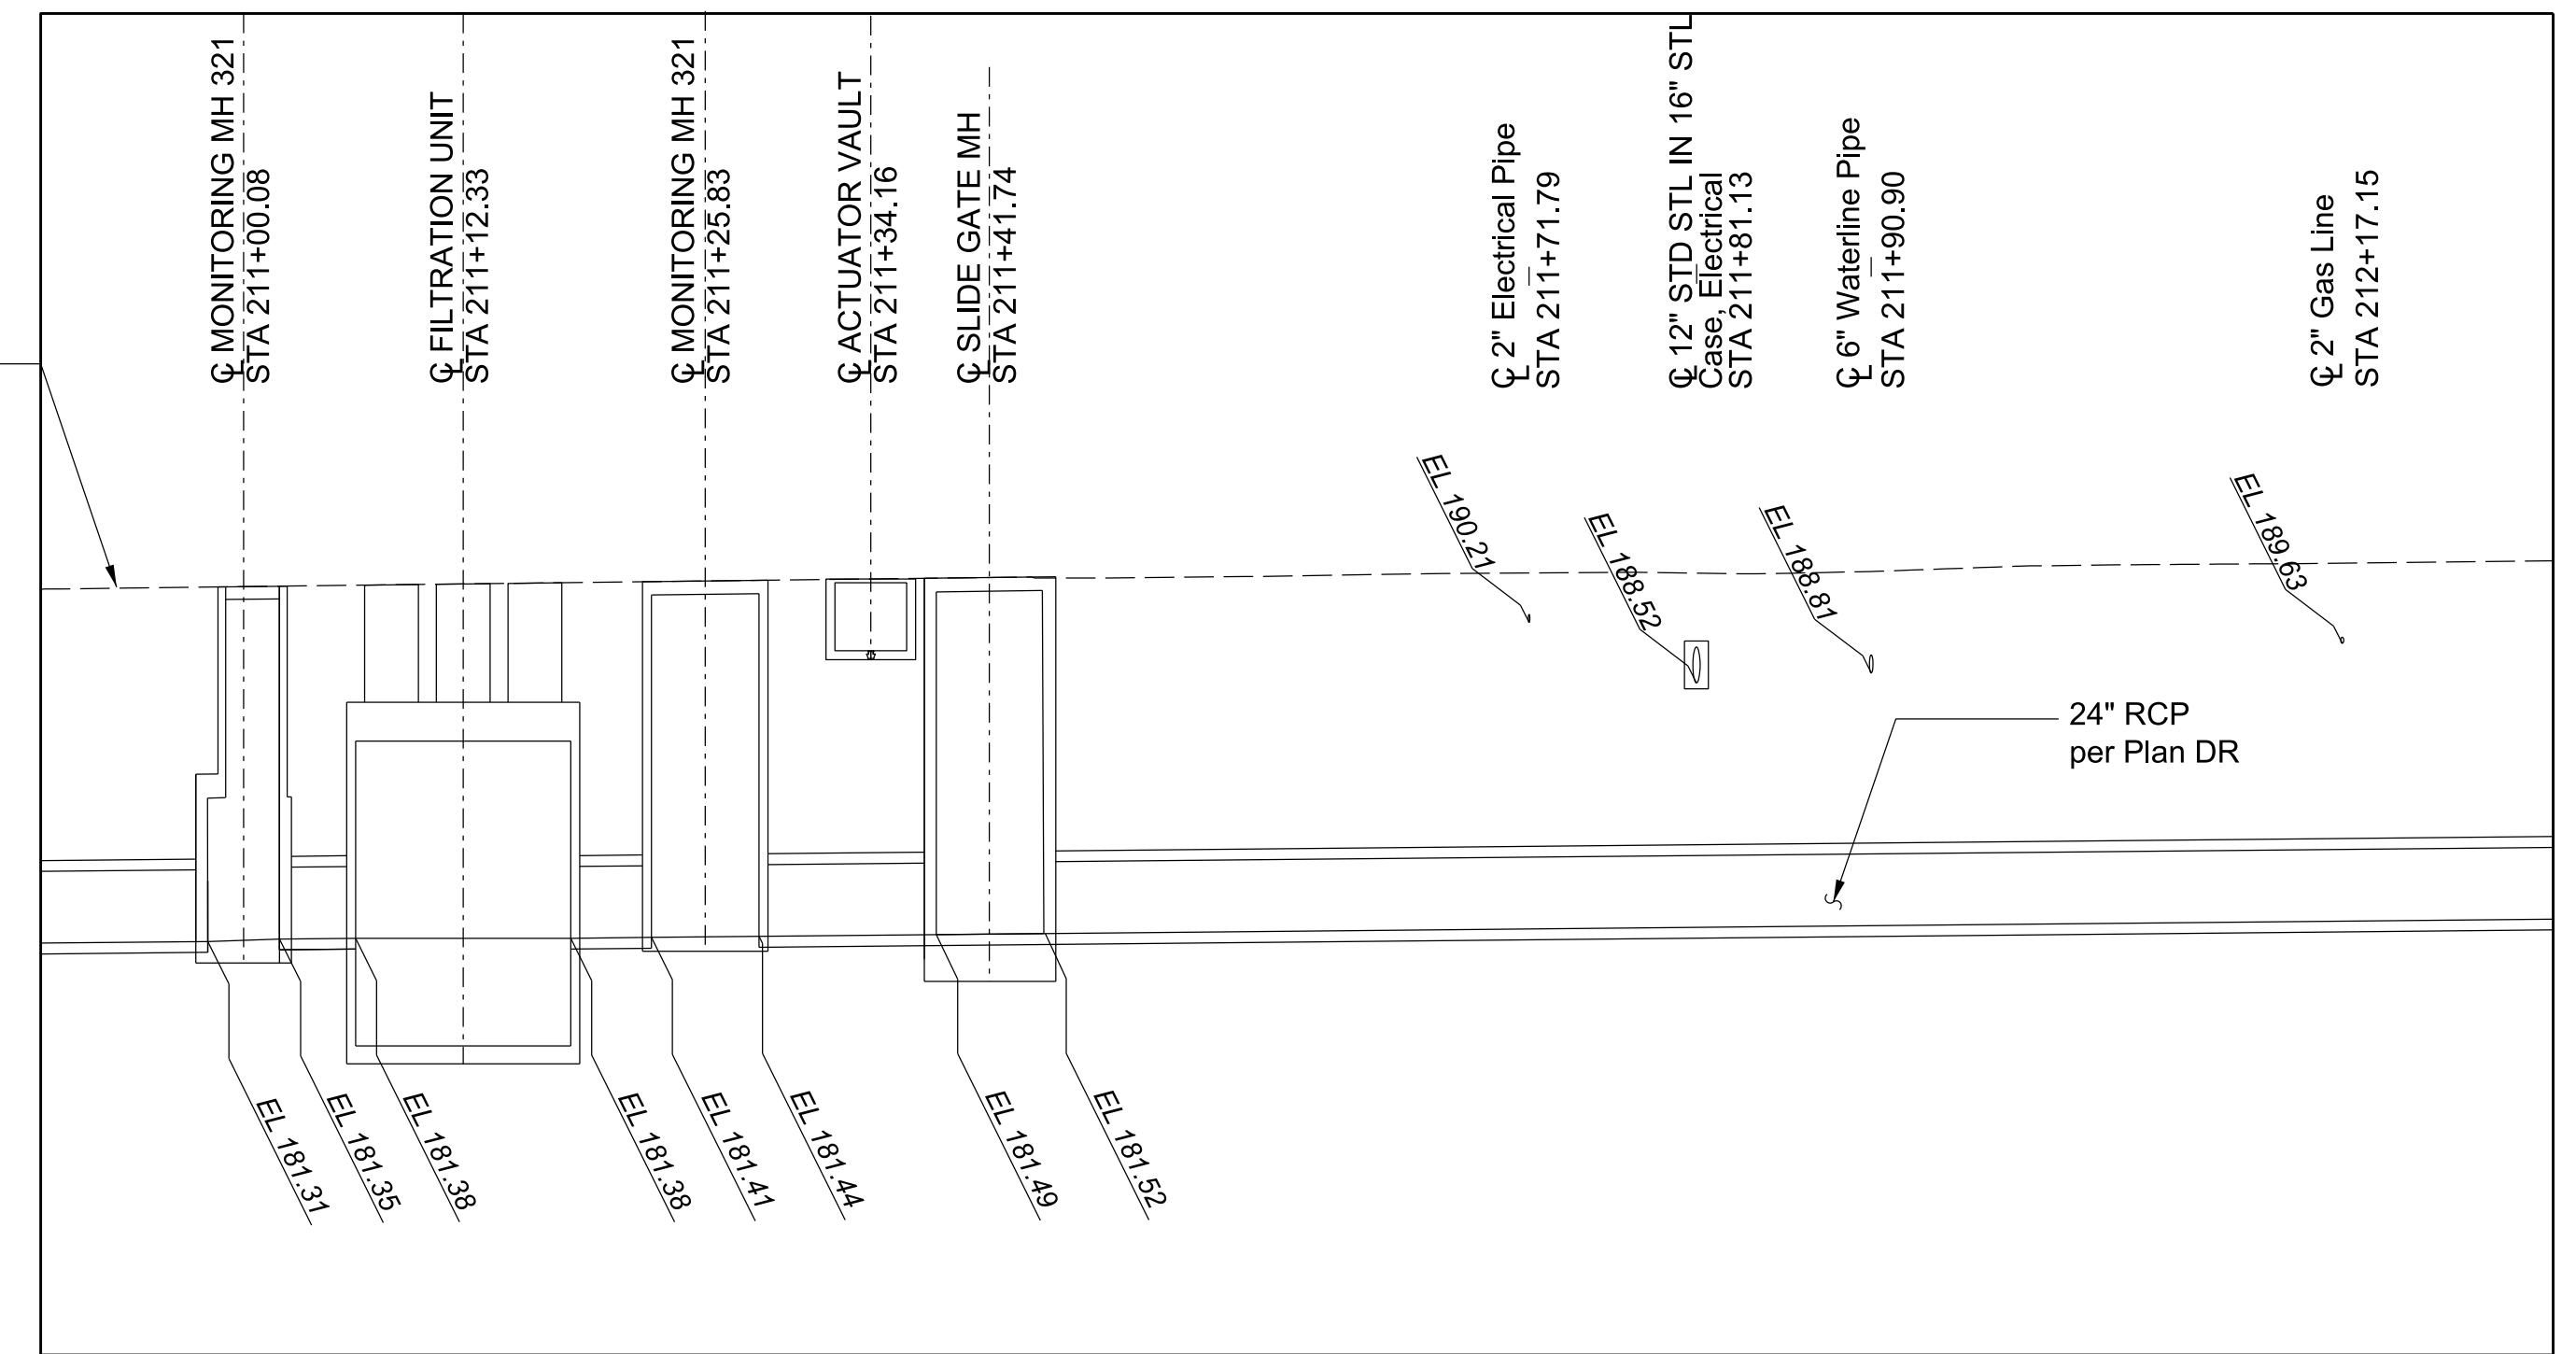 ℄ MONITORING MH 321
STA 211+00.08
℄ FILTRATION UNIT
STA 211+12.33
℄ MONITORING MH 321
STA 211+25.83
℄ ACTUATOR VAULT
STA 211+34.16
℄ SLIDE GATE MH
STA 211+41.74
℄ 2" Electrical Pipe
STA 211+71.79
℄ 12" STD STL IN 16" STL
Case, Electrical
STA 211+81.13
℄ 6" Waterline Pipe
STA 211+90.90
℄ 2" Gas Line
STA 212+17.15
EL 190.21
EL 188.52
EL 188.81
EL 189.63
24" RCP
per Plan DR
EL 181.31
EL 181.35
EL 181.38
EL 181.38
EL 181.41
EL 181.44
EL 181.49
EL 181.52